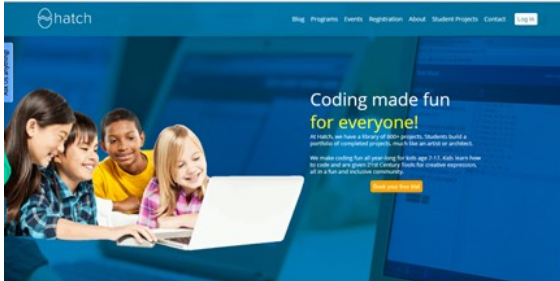 hatch
Blog Programs Events Registration About Student Projects Contact Log In
Coding made fun
for everyone!
At Hatch, we have a library of 800+ projects. Students build a
portfolio of completed projects, much like an artist or architect.
We make coding fun all year-long for kids age 7-17. Kids learn how
to code and are given 21st Century Tools for creative expression,
all in a fun and inclusive community.
Book your free trial